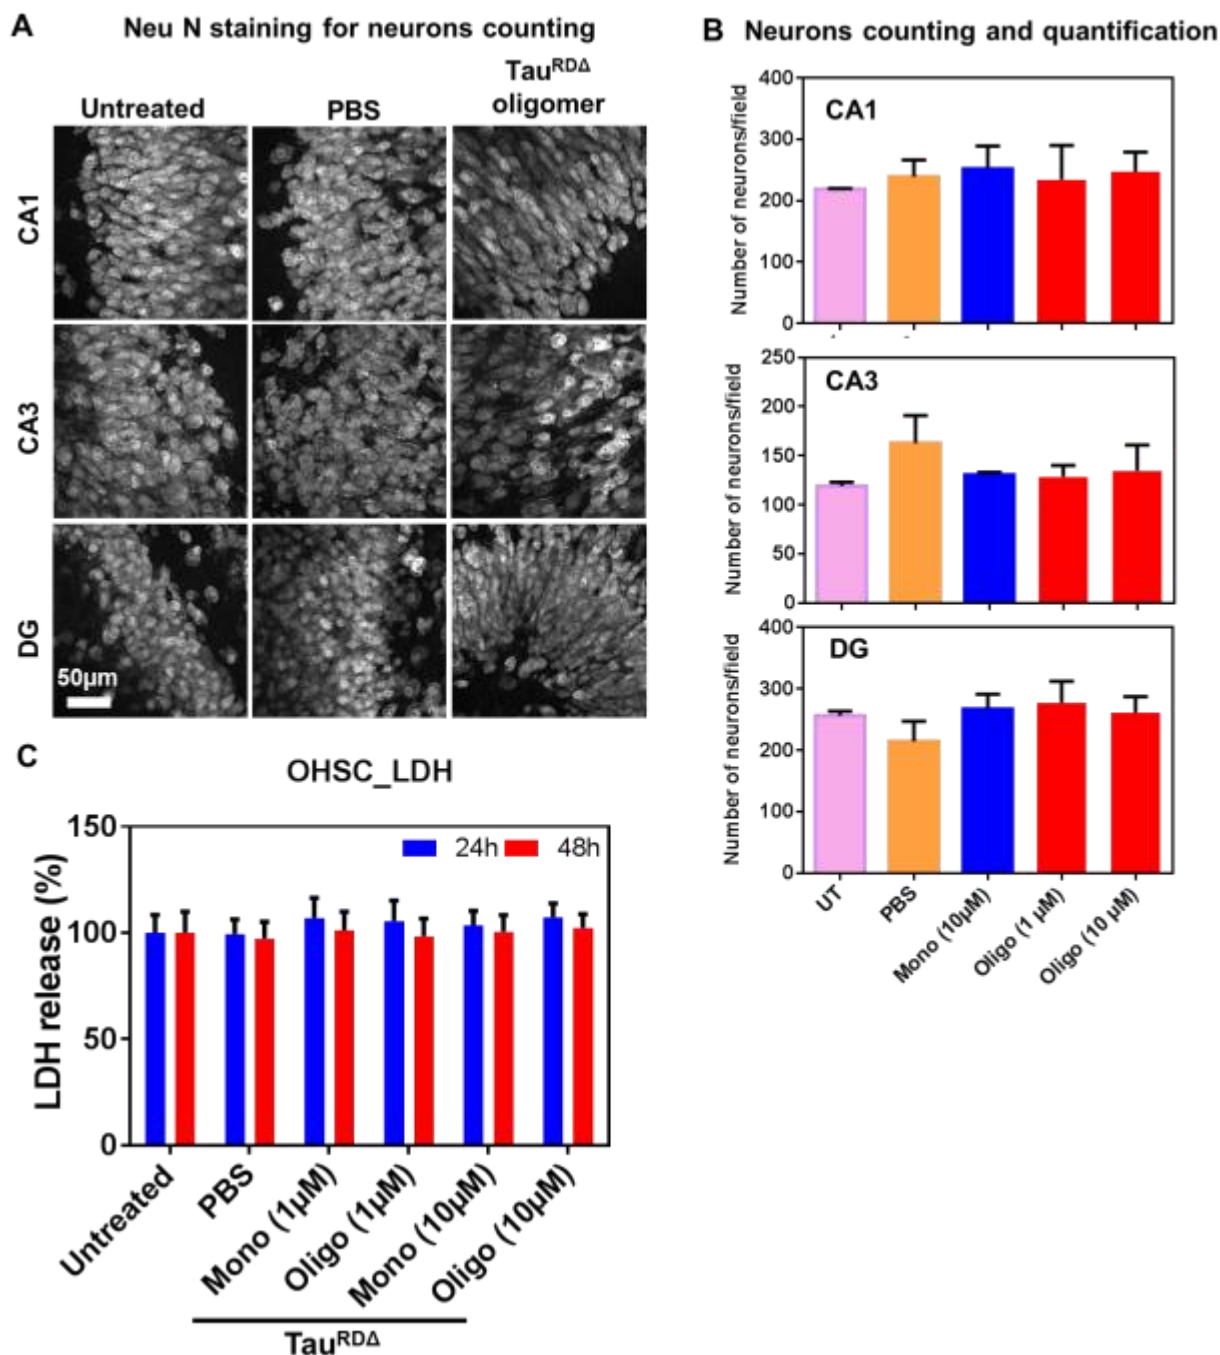 A
Neu N staining for neurons counting
Untreated
PBS
Tau^RDΔ
oligomer
CA1
CA3
DG
50µm
B
Neurons counting and quantification
400
300
200
100
0
Number of neurons/field
CA1
250
200
150
100
50
0
Number of neurons/field
CA3
400
300
200
100
0
Number of neurons/field
DG
UT
PBS
Mono (10µM)
Oligo (1 µM)
Oligo (10 µM)
C
OHSC_LDH
150
100
50
0
LDH release (%)
24h
48h
Untreated
PBS
Mono (1µM)
Oligo (1µM)
Mono (10µM)
Oligo (10µM)
Tau^RDΔ